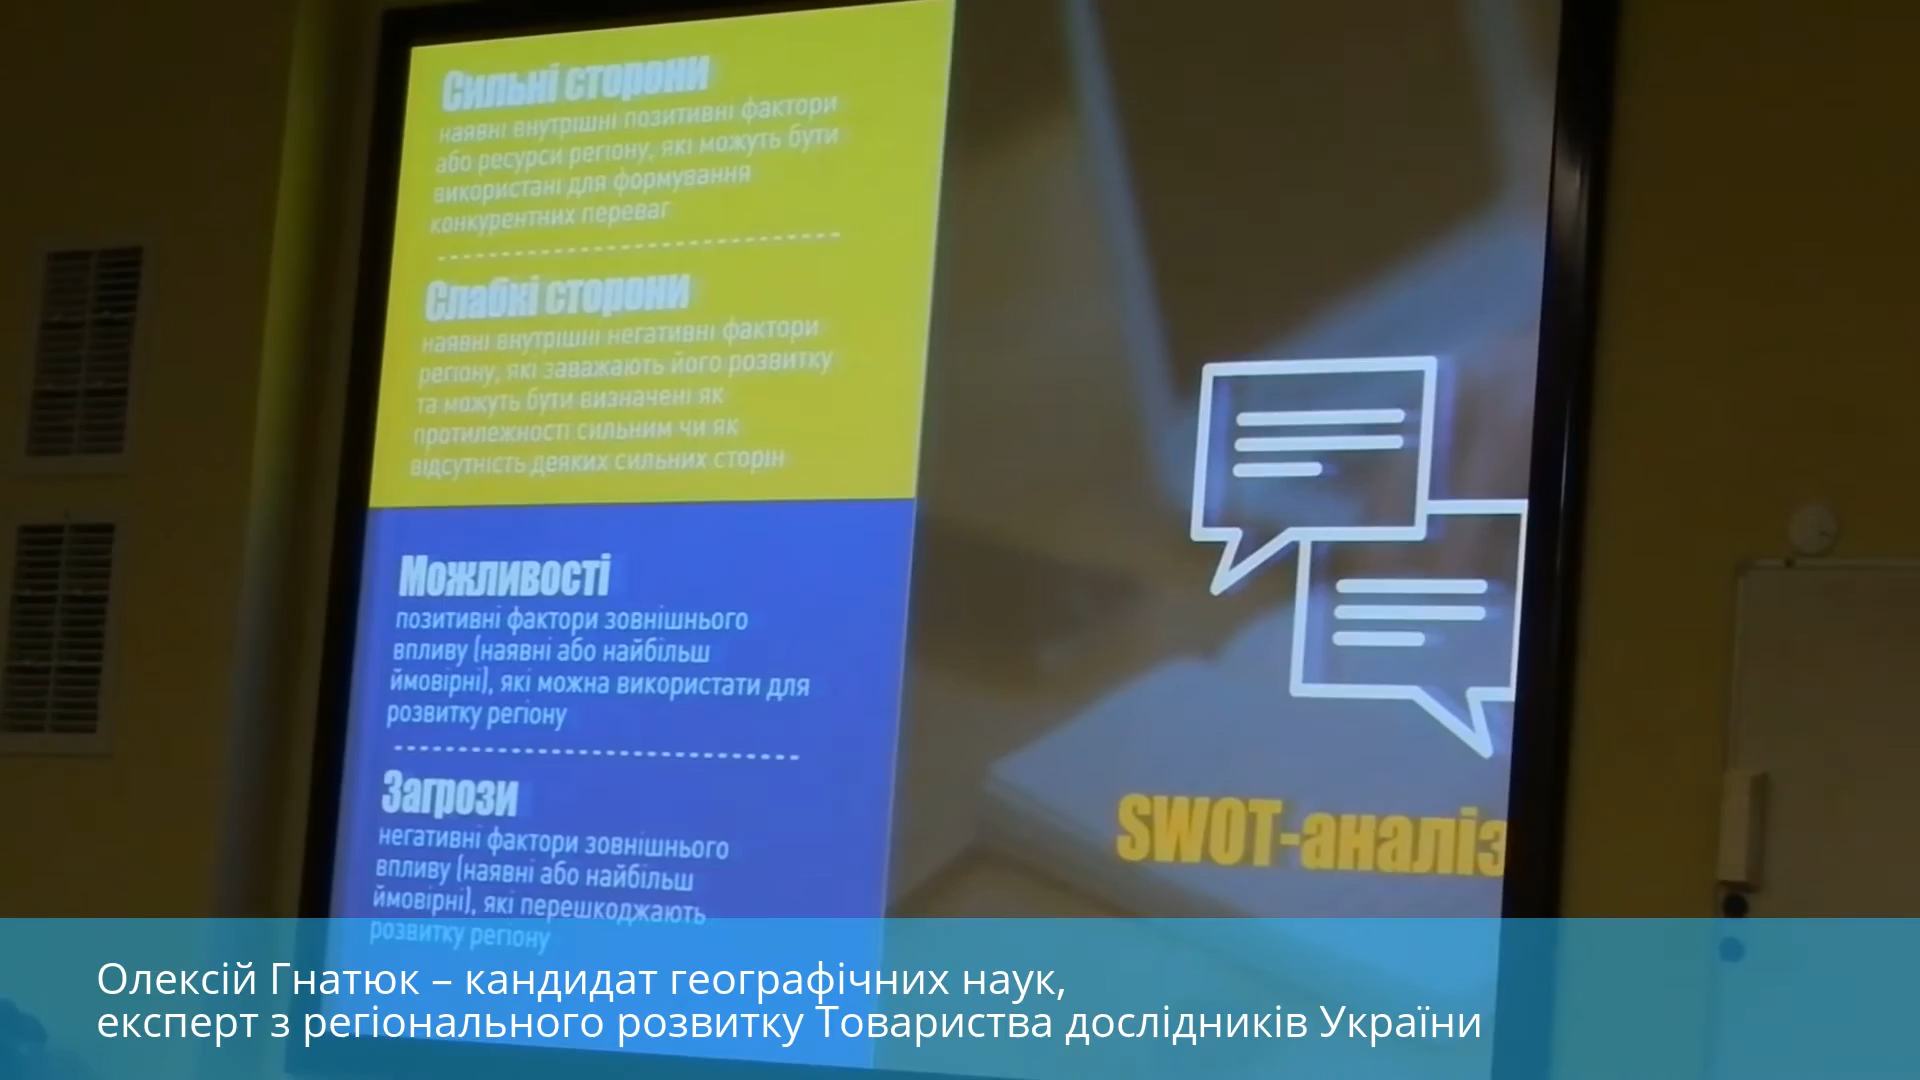 Сильні сторони
наявні внутрішні позитивні фактори
або ресурси регіону, які можуть бути
використані для формування
конкурентних переваг
Слабкі сторони
наявні внутрішні негативні фактори
регіону, які заважають його розвитку
та можуть бути визначені як
протилежності сильним чи як
відсутність деяких сильних сторін
Можливості
позитивні фактори зовнішнього
впливу (наявні або найбільш
ймовірні), які можна використати для
розвитку регіону
Загрози
негативні фактори зовнішнього
впливу (наявні або найбільш
ймовірні), які перешкоджають
розвитку регіону
SWOT-аналіз
Олексій Гнатюк – кандидат географічних наук,
експерт з регіонального розвитку Товариства дослідників України